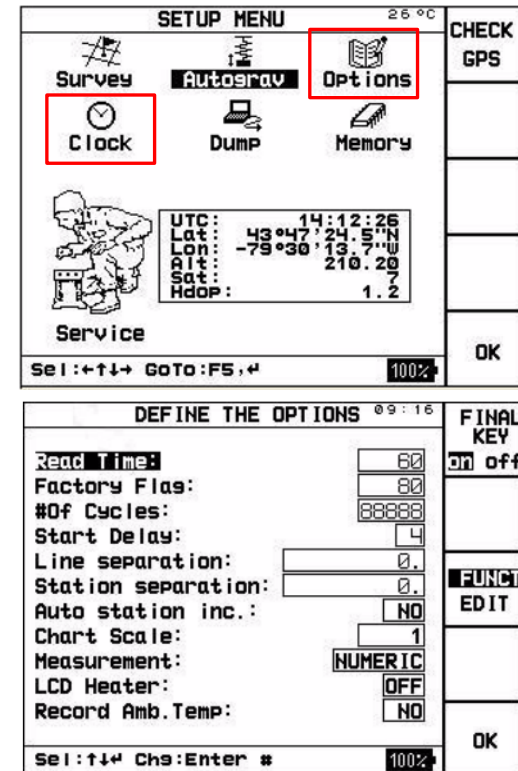 SETUP MENU 26 °C
CHECK
GPS
Survey Autograv Options
Clock Dump Memory
UTC: 14:12:26
Lat: 43°47'24.5"N
Lon: -79°30'13.7"W
Alt: 210.20
Sat: 7
Hdop: 1.2
Service
OK
Sel:←↑↓→ GoTo:F5,↵ 100%
DEFINE THE OPTIONS 09:16
FINAL
KEY
on off
Read Time: 60
Factory Flag: 80
#Of Cycles: 88888
Start Delay: 4
Line separation: 0.
Station separation: 0.
FUNCT
EDIT
Auto station inc.: NO
Chart Scale: 1
Measurement: NUMERIC
LCD Heater: OFF
Record Amb.Temp: NO
OK
Sel:↑↓↵ Chg:Enter # 100%